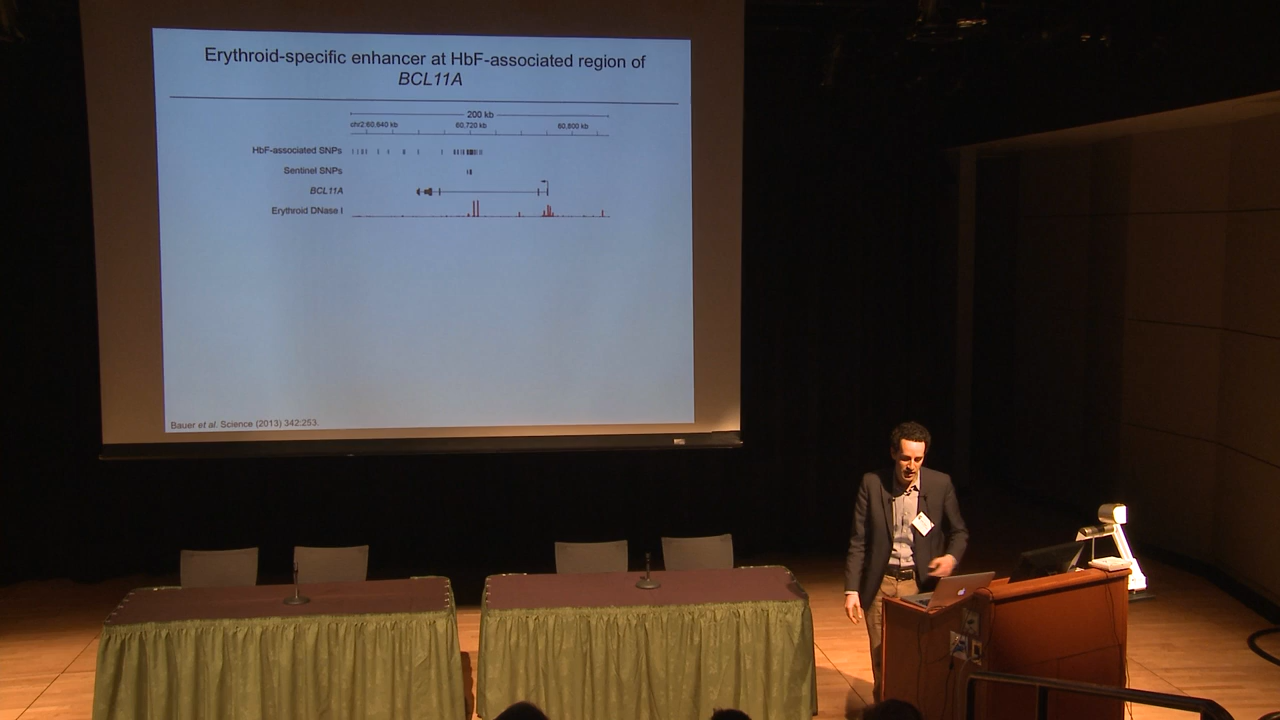 Erythroid-specific enhancer at HbF-associated region of
BCL11A
200 kb
chr2:60,640 kb 60,720 kb 60,800 kb
HbF-associated SNPs
Sentinel SNPs
BCL11A
Erythroid DNase I
Bauer et al. Science (2013) 342:253.